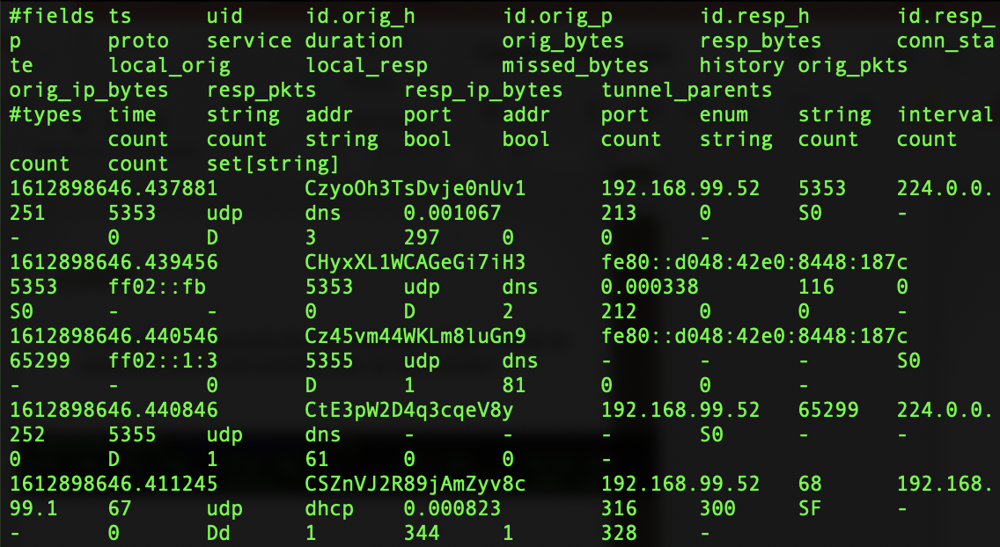 #fields ts uid id.orig_h id.orig_p id.resp_h id.resp_
p proto service duration orig_bytes resp_bytes conn_sta
te local_orig local_resp missed_bytes history orig_pkts
orig_ip_bytes resp_pkts resp_ip_bytes tunnel_parents
#types time string addr port addr port enum string interval
count count string bool bool count string count count
count count set[string]
1612898646.437881 CzyoOh3TsDvje0nUv1 192.168.99.52 5353 224.0.0.
251 5353 udp dns 0.001067 213 0 S0 -
- 0 D 3 297 0 0 -
1612898646.439456 CHyxXL1WCAGeGi7iH3 fe80::d048:42e0:8448:187c
5353 ff02::fb 5353 udp dns 0.000338 116 0
S0 - - 0 D 2 212 0 0 -
1612898646.440546 Cz45vm44WKLm8luGn9 fe80::d048:42e0:8448:187c
65299 ff02::1:3 5355 udp dns - - - S0
- - 0 D 1 81 0 0 -
1612898646.440846 CtE3pW2D4q3cqeV8y 192.168.99.52 65299 224.0.0.
252 5355 udp dns - - - S0 - -
0 D 1 61 0 0 -
1612898646.411245 CSZnVJ2R89jAmZyv8c 192.168.99.52 68 192.168.
99.1 67 udp dhcp 0.000823 316 300 SF -
- 0 Dd 1 344 1 328 -